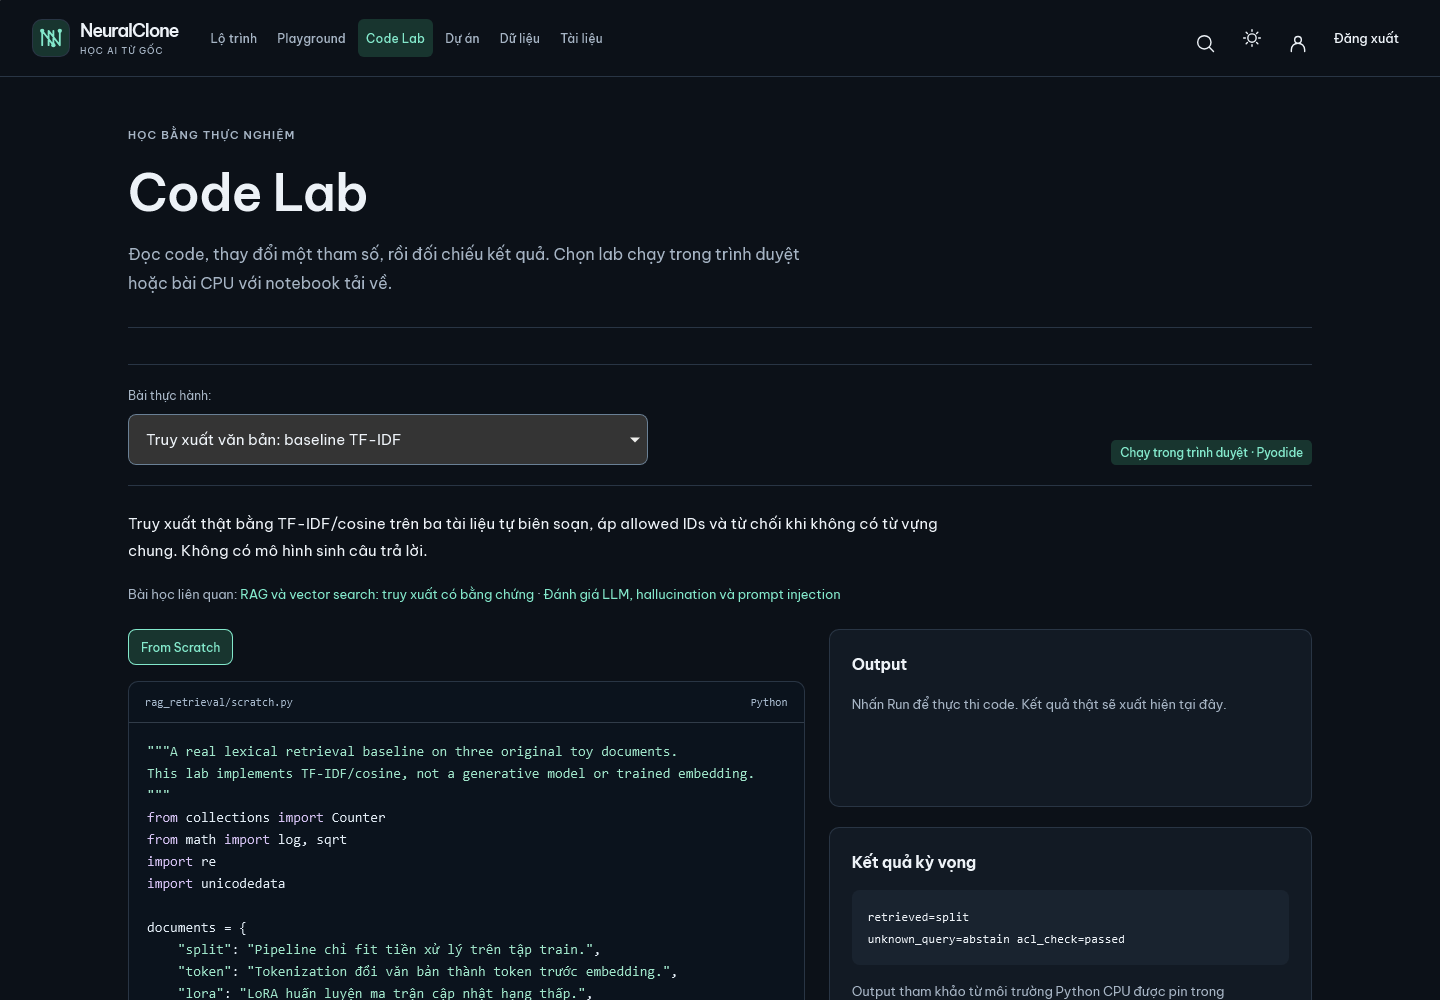 NeuralClone
HỌC AI TỪ GỐC
Lộ trình
Playground
Code Lab
Dự án
Dữ liệu
Tài liệu
Đăng xuất
HỌC BẰNG THỰC NGHIỆM
Code Lab
Đọc code, thay đổi một tham số, rồi đối chiếu kết quả. Chọn lab chạy trong trình duyệt
hoặc bài CPU với notebook tải về.
Bài thực hành:
Truy xuất văn bản: baseline TF-IDF
Chạy trong trình duyệt · Pyodide
Truy xuất thật bằng TF-IDF/cosine trên ba tài liệu tự biên soạn, áp allowed IDs và từ chối khi không có từ vựng
chung. Không có mô hình sinh câu trả lời.
Bài học liên quan: RAG và vector search: truy xuất có bằng chứng · Đánh giá LLM, hallucination và prompt injection
From Scratch
rag_retrieval/scratch.py
Python
"""A real lexical retrieval baseline on three original toy documents.
This lab implements TF-IDF/cosine, not a generative model or trained embedding.
"""
from collections import Counter
from math import log, sqrt
import re
import unicodedata
documents = {
"split": "Pipeline chỉ fit tiền xử lý trên tập train.",
"token": "Tokenization đổi văn bản thành token trước embedding.",
"lora": "LoRA huấn luyện ma trận cập nhật hạng thấp.",
Output
Nhấn Run để thực thi code. Kết quả thật sẽ xuất hiện tại đây.
Kết quả kỳ vọng
retrieved=split
unknown_query=abstain acl_check=passed
Output tham khảo từ môi trường Python CPU được pin trong